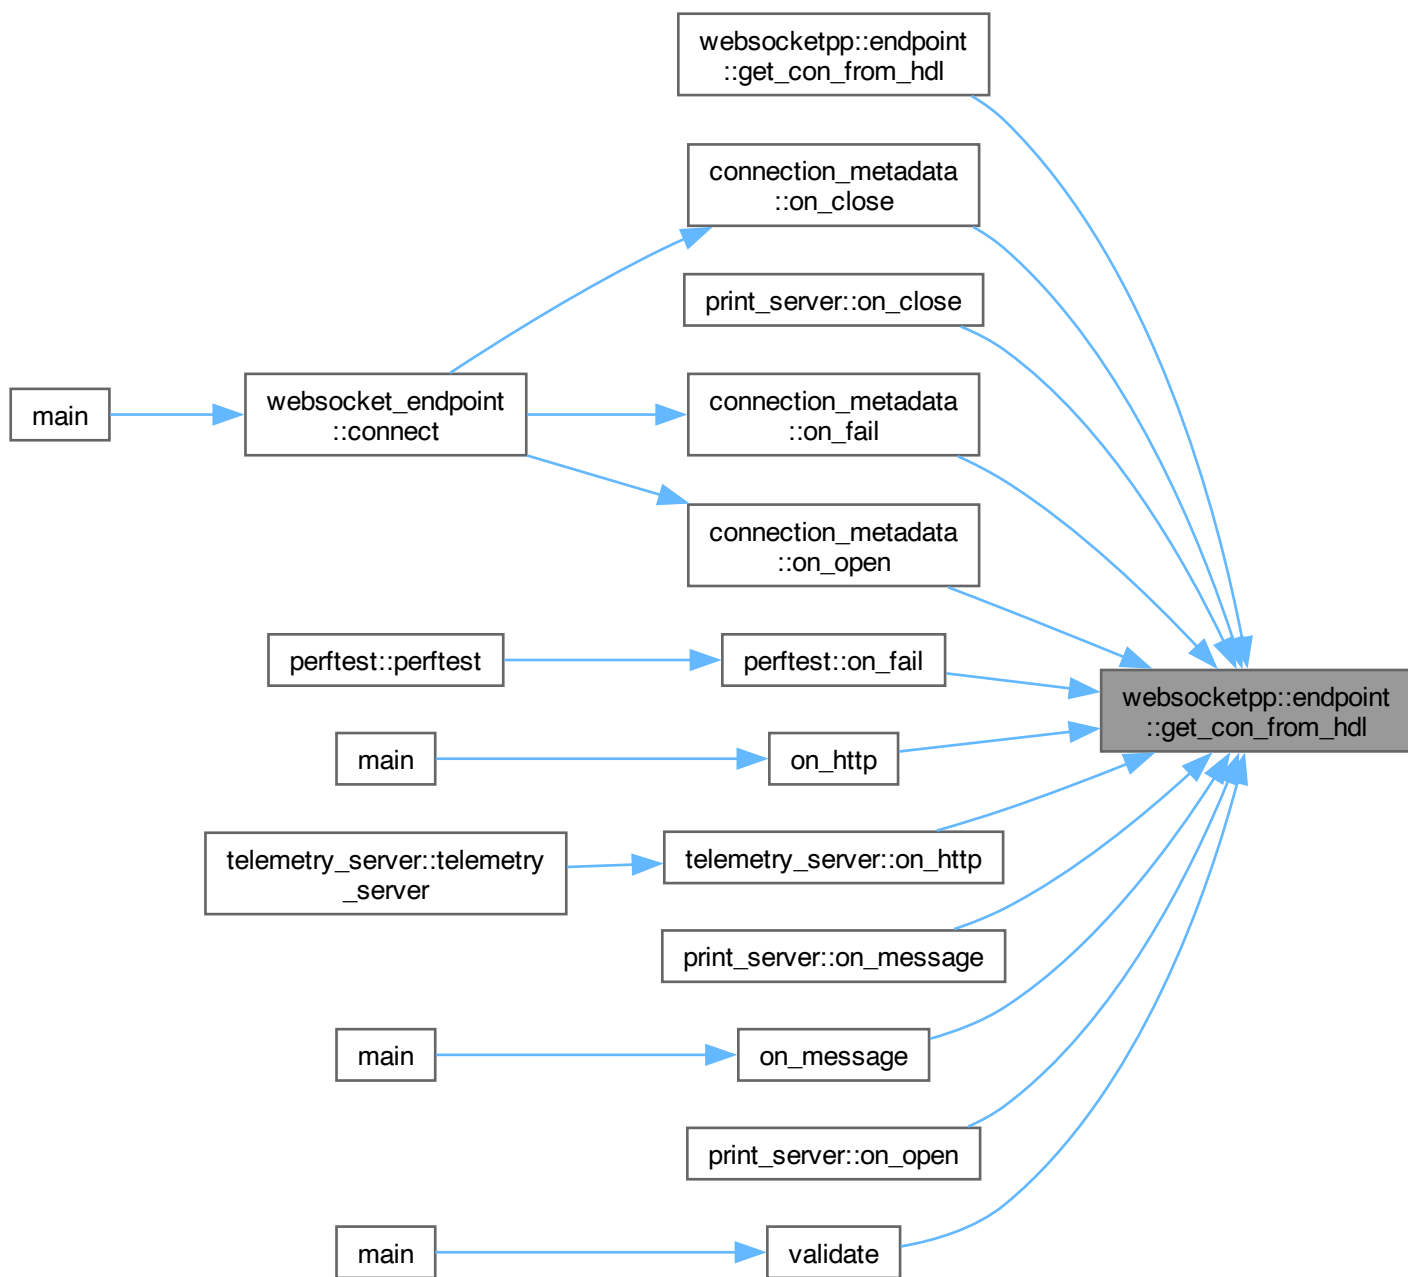 websocketpp::endpoint
::get_con_from_hdl
connection_metadata
::on_close
print_server::on_close
main
websocket_endpoint
::connect
connection_metadata
::on_fail
connection_metadata
::on_open
perftest::perftest
perftest::on_fail
websocketpp::endpoint
::get_con_from_hdl
main
on_http
telemetry_server::telemetry
_server
telemetry_server::on_http
print_server::on_message
main
on_message
print_server::on_open
main
validate